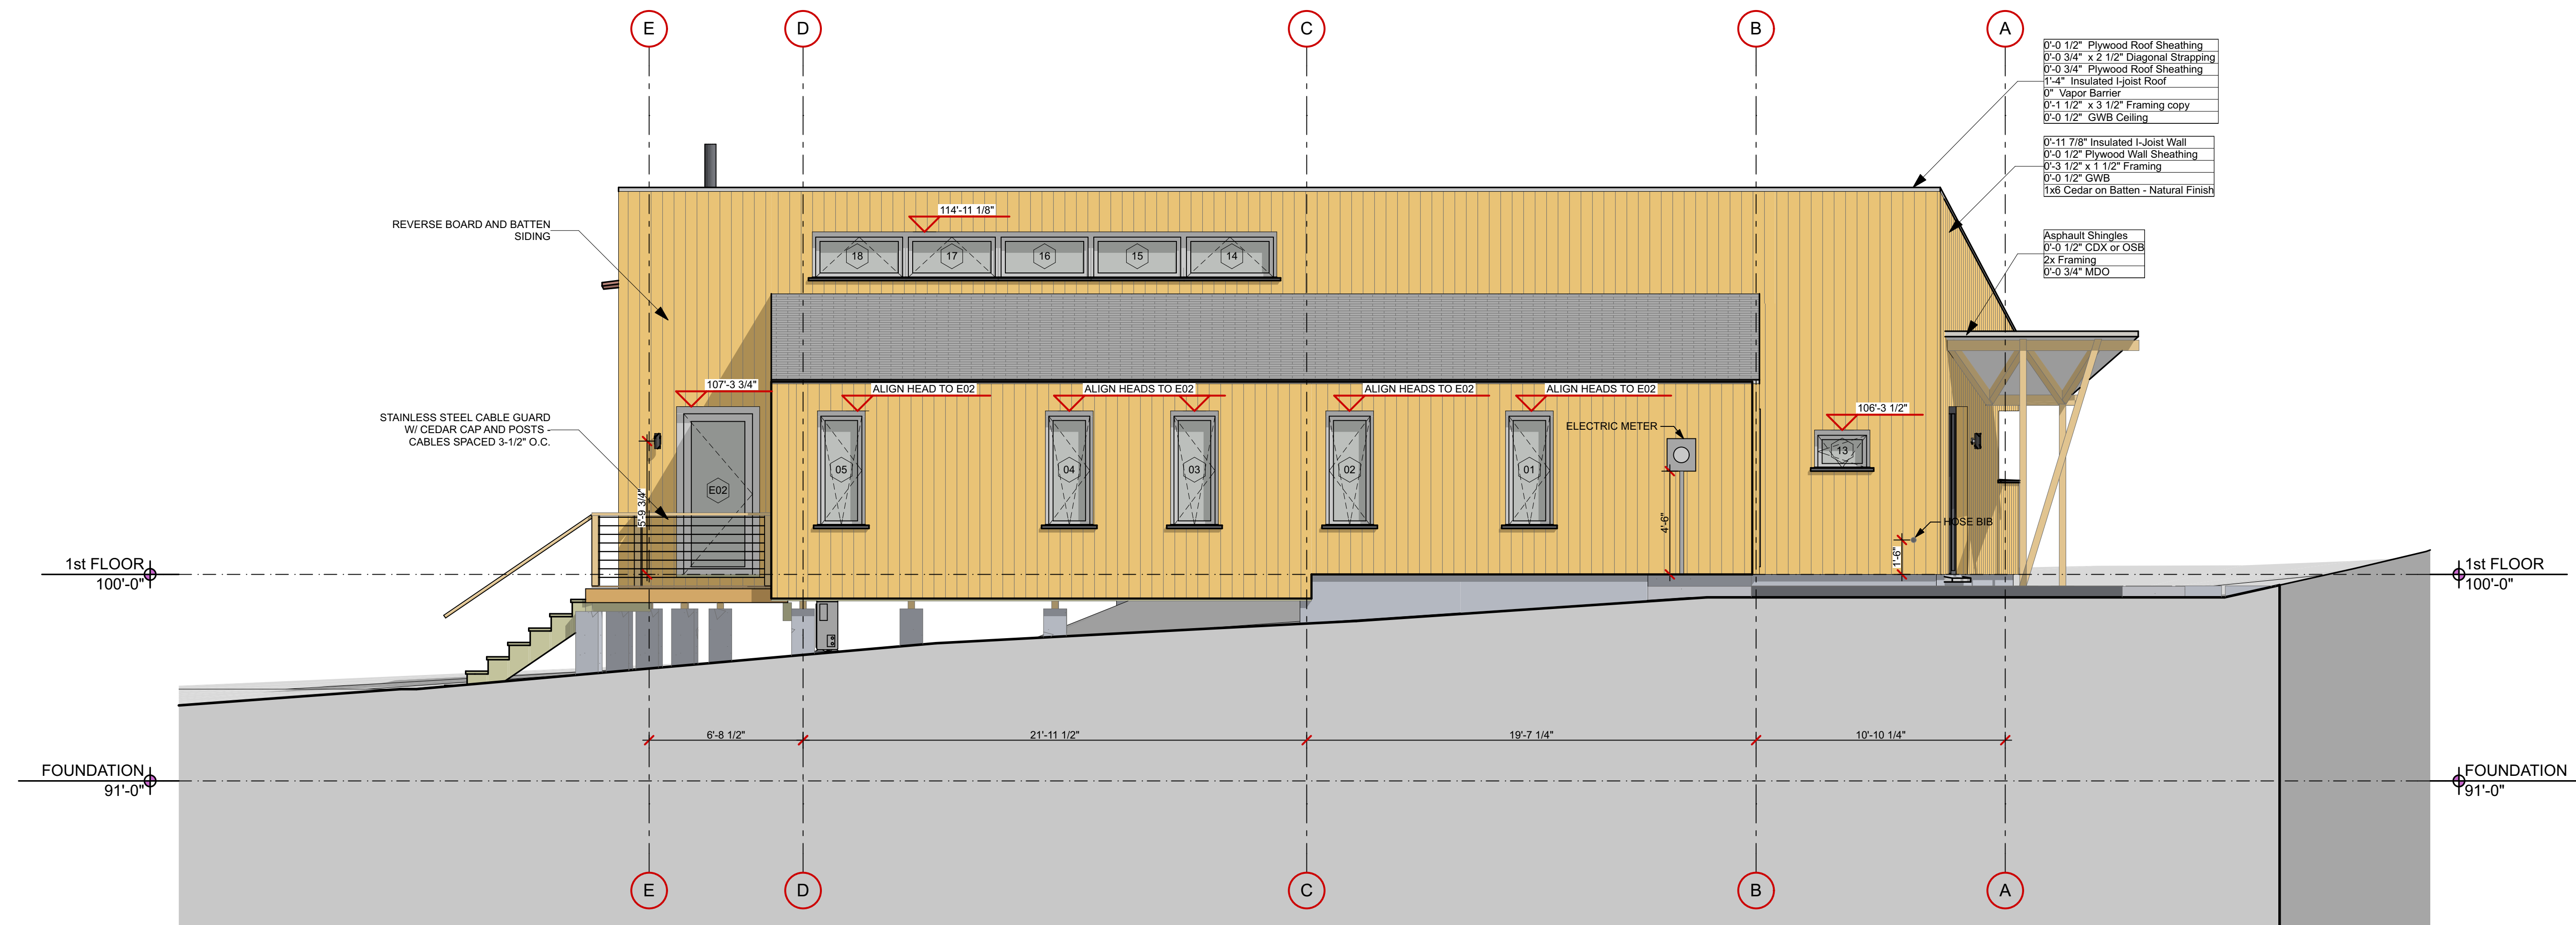 E
D
C
B
A
0'-0 1/2"  Plywood Roof Sheathing
0'-0 3/4"  x 2 1/2" Diagonal Strapping
0'-0 3/4"  Plywood Roof Sheathing
1'-4"  Insulated I-joist Roof
0"  Vapor Barrier
0'-1 1/2"  x 3 1/2" Framing copy
0'-0 1/2"  GWB Ceiling
0'-11 7/8" Insulated I-Joist Wall
0'-0 1/2" Plywood Wall Sheathing
0'-3 1/2" x 1 1/2" Framing
0'-0 1/2" GWB
1x6 Cedar on Batten - Natural Finish
114'-11 1/8"
REVERSE BOARD AND BATTEN
SIDING
Asphault Shingles
0'-0 1/2" CDX or OSB
2x Framing
0'-0 3/4" MDO
18
17
16
15
14
107'-3 3/4"
ALIGN HEAD TO E02
ALIGN HEADS TO E02
ALIGN HEADS TO E02
ALIGN HEADS TO E02
106'-3 1/2"
STAINLESS STEEL CABLE GUARD
W/ CEDAR CAP AND POSTS -
CABLES SPACED 3-1/2" O.C.
ELECTRIC METER
13
05
04
03
02
01
E02
5'-9 3/4"
4'-6"
HOSE BIB
1'-6"
1st FLOOR
100'-0"
1st FLOOR
100'-0"
6'-8 1/2"
21'-11 1/2"
19'-7 1/4"
10'-10 1/4"
FOUNDATION
91'-0"
FOUNDATION
91'-0"
E
D
C
B
A